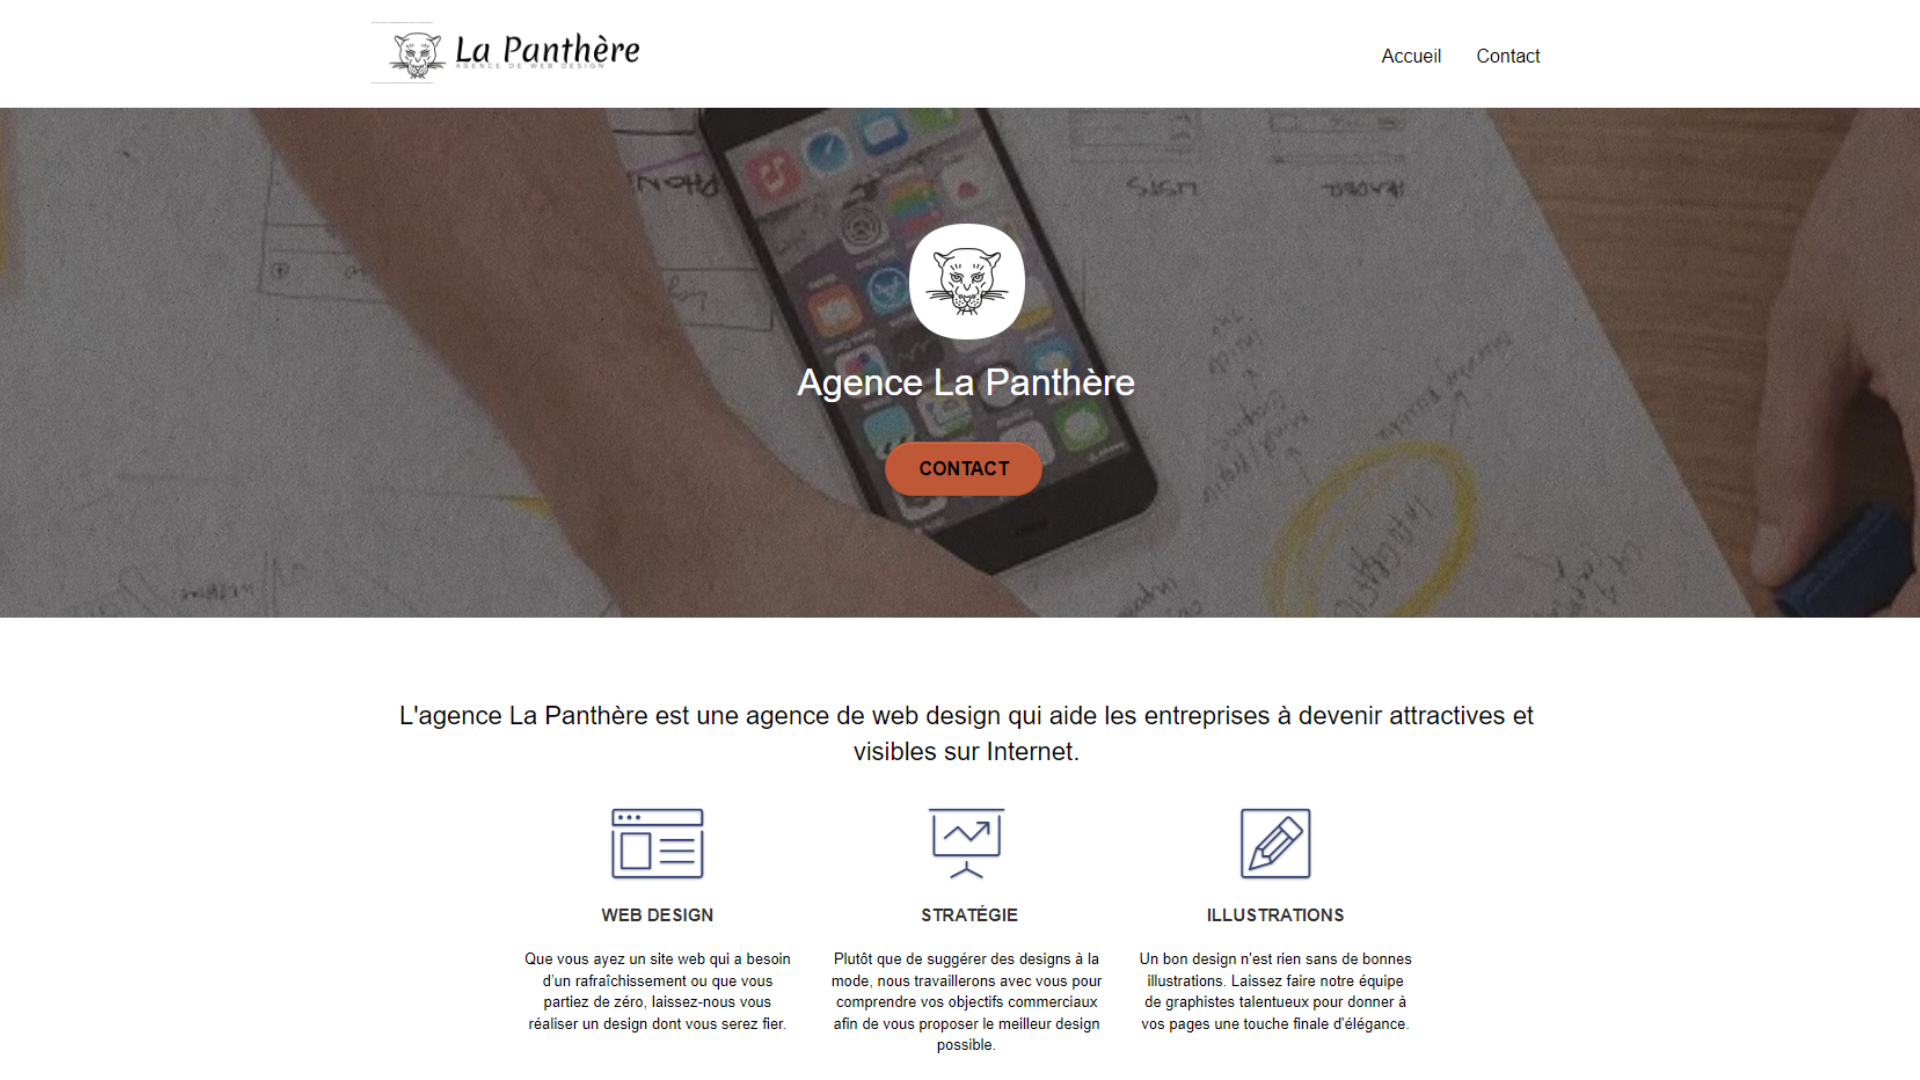 La Panthère
AGENCE DE WEB DESIGN
Accueil
Contact
LISTS
HEADER
Agence La Panthère
CONTACT
L'agence La Panthère est une agence de web design qui aide les entreprises à devenir attractives et
visibles sur Internet.
WEB DESIGN
Que vous ayez un site web qui a besoin
d'un rafraîchissement ou que vous
partiez de zéro, laissez-nous vous
réaliser un design dont vous serez fier.
STRATÉGIE
Plutôt que de suggérer des designs à la
mode, nous travaillerons avec vous pour
comprendre vos objectifs commerciaux
afin de vous proposer le meilleur design
possible.
ILLUSTRATIONS
Un bon design n'est rien sans de bonnes
illustrations. Laissez faire notre équipe
de graphistes talentueux pour donner à
vos pages une touche finale d'élégance.